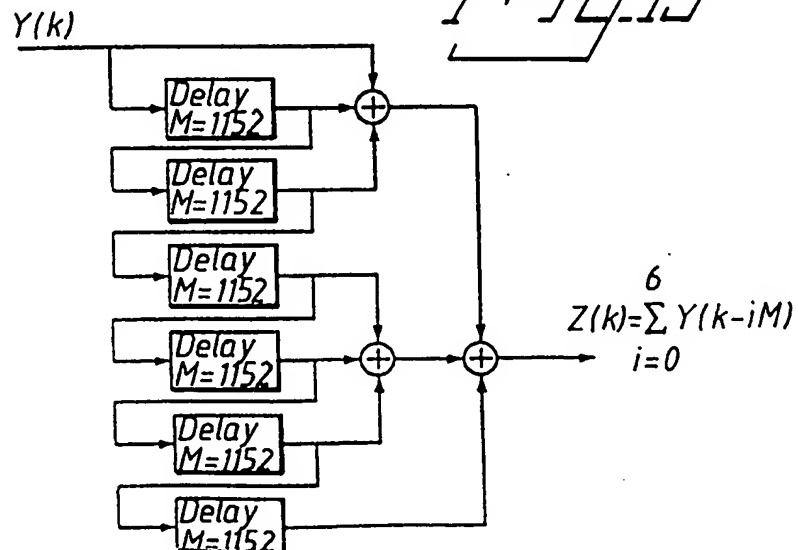 Y(k)
Delay
M=1152
Delay
M=1152
Delay
M=1152
6
Z(k)=Σ Y(k-iM)
i=0
Delay
M=1152
Delay
M=1152
Delay
M=1152